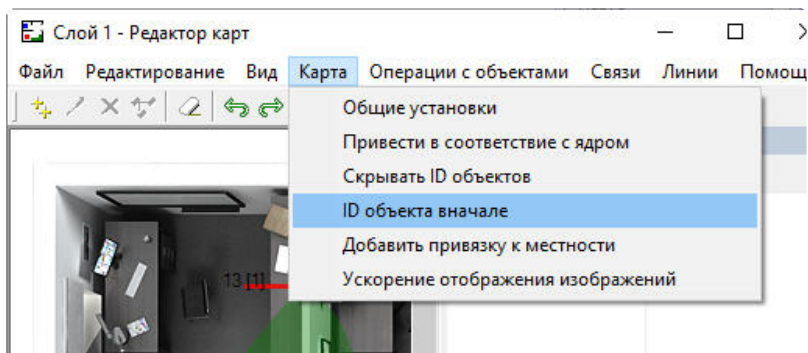 Слой 1 - Редактор карт
Файл Редактирование Вид Карта Операции с объектами Связи Линии Помощ
Общие установки
Привести в соответствие с ядром
Скрывать ID объектов
ID объекта вначале
Добавить привязку к местности
Ускорение отображения изображений
13 [1]